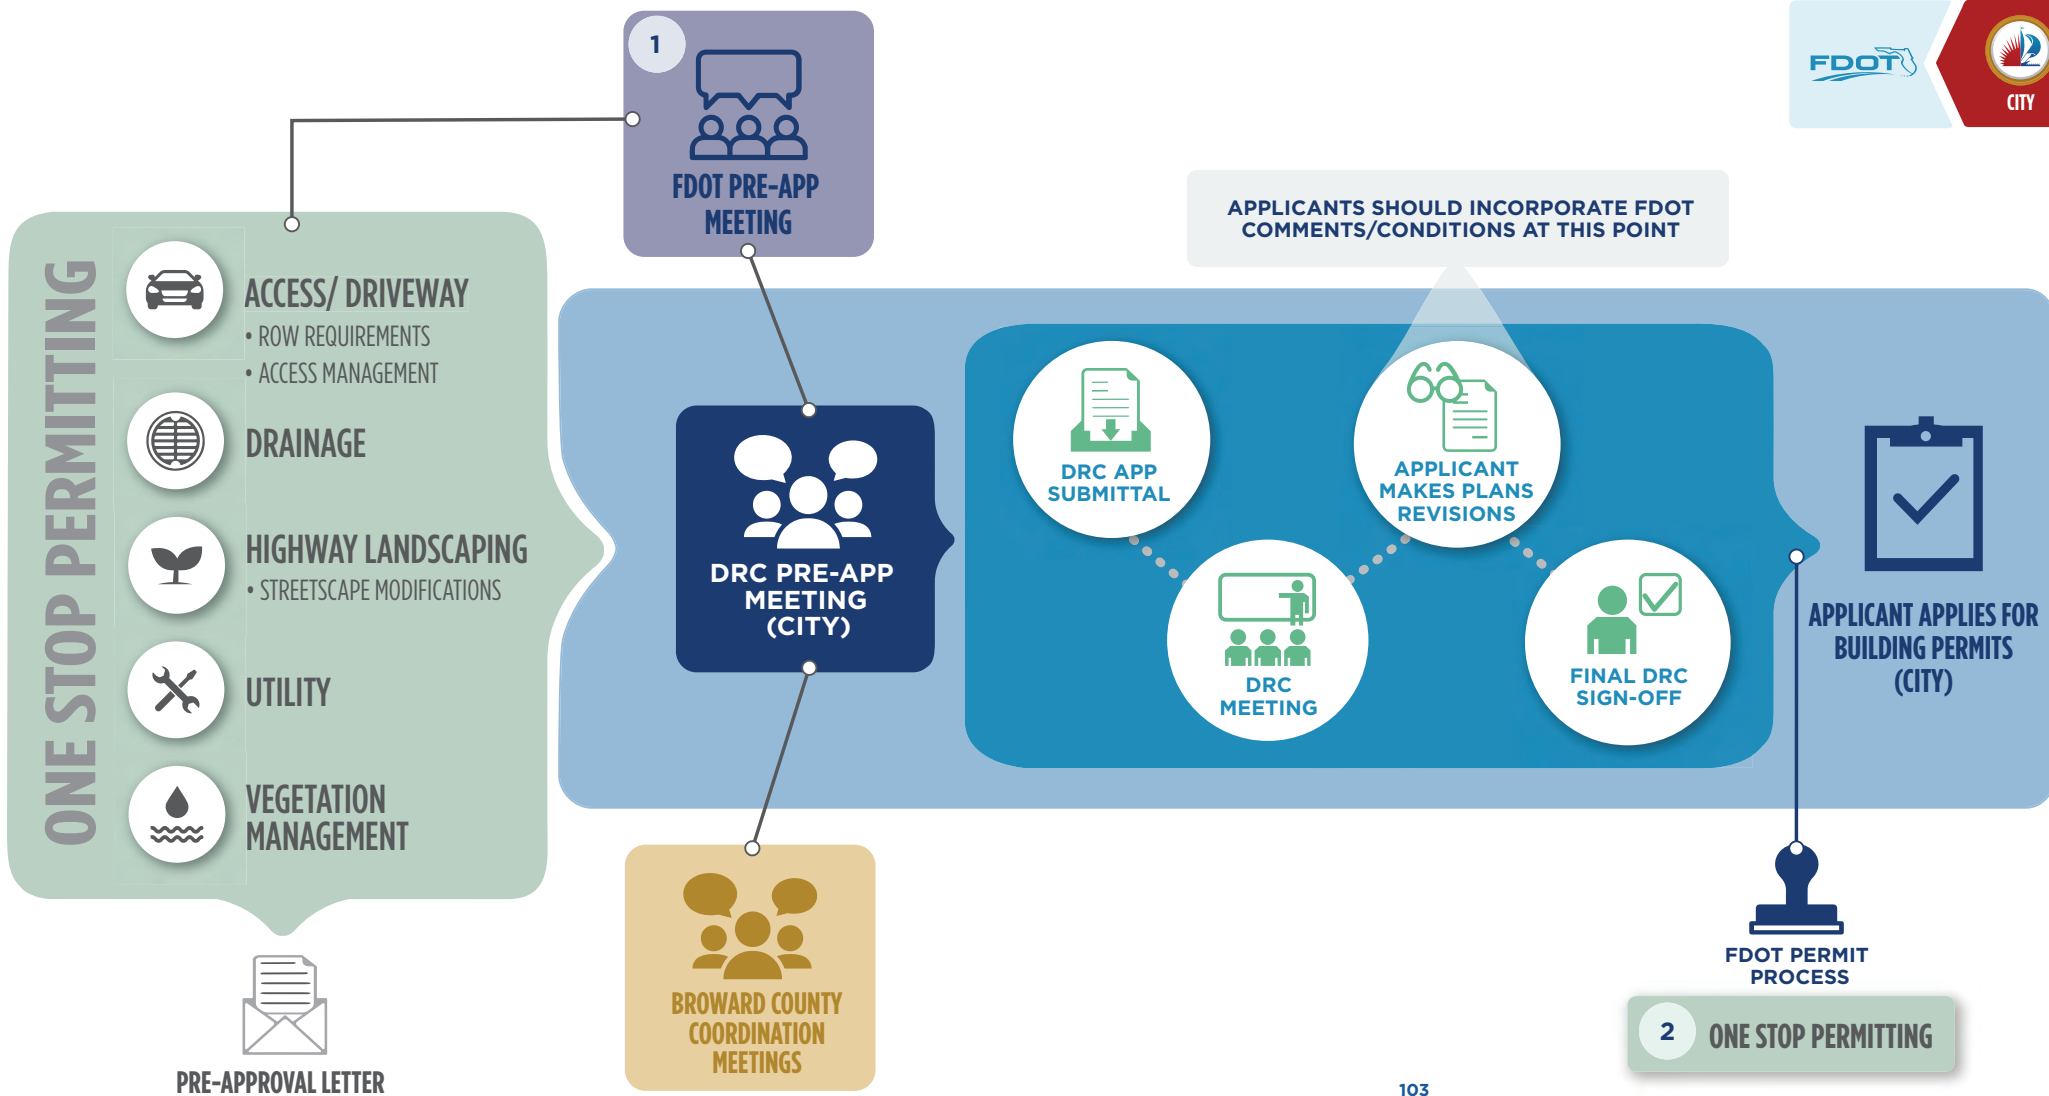 1
FDOT PRE-APP
MEETING
FDOT
CITY
APPLICANTS SHOULD INCORPORATE FDOT
COMMENTS/CONDITIONS AT THIS POINT
ONE STOP PERMITTING
ACCESS/ DRIVEWAY
• ROW REQUIREMENTS
• ACCESS MANAGEMENT
DRAINAGE
HIGHWAY LANDSCAPING
• STREETSCAPE MODIFICATIONS
UTILITY
VEGETATION
MANAGEMENT
PRE-APPROVAL LETTER
DRC PRE-APP
MEETING
(CITY)
BROWARD COUNTY
COORDINATION
MEETINGS
DRC APP
SUBMITTAL
DRC
MEETING
APPLICANT
MAKES PLANS
REVISIONS
FINAL DRC
SIGN-OFF
APPLICANT APPLIES FOR
BUILDING PERMITS
(CITY)
FDOT PERMIT
PROCESS
2
ONE STOP PERMITTING
103